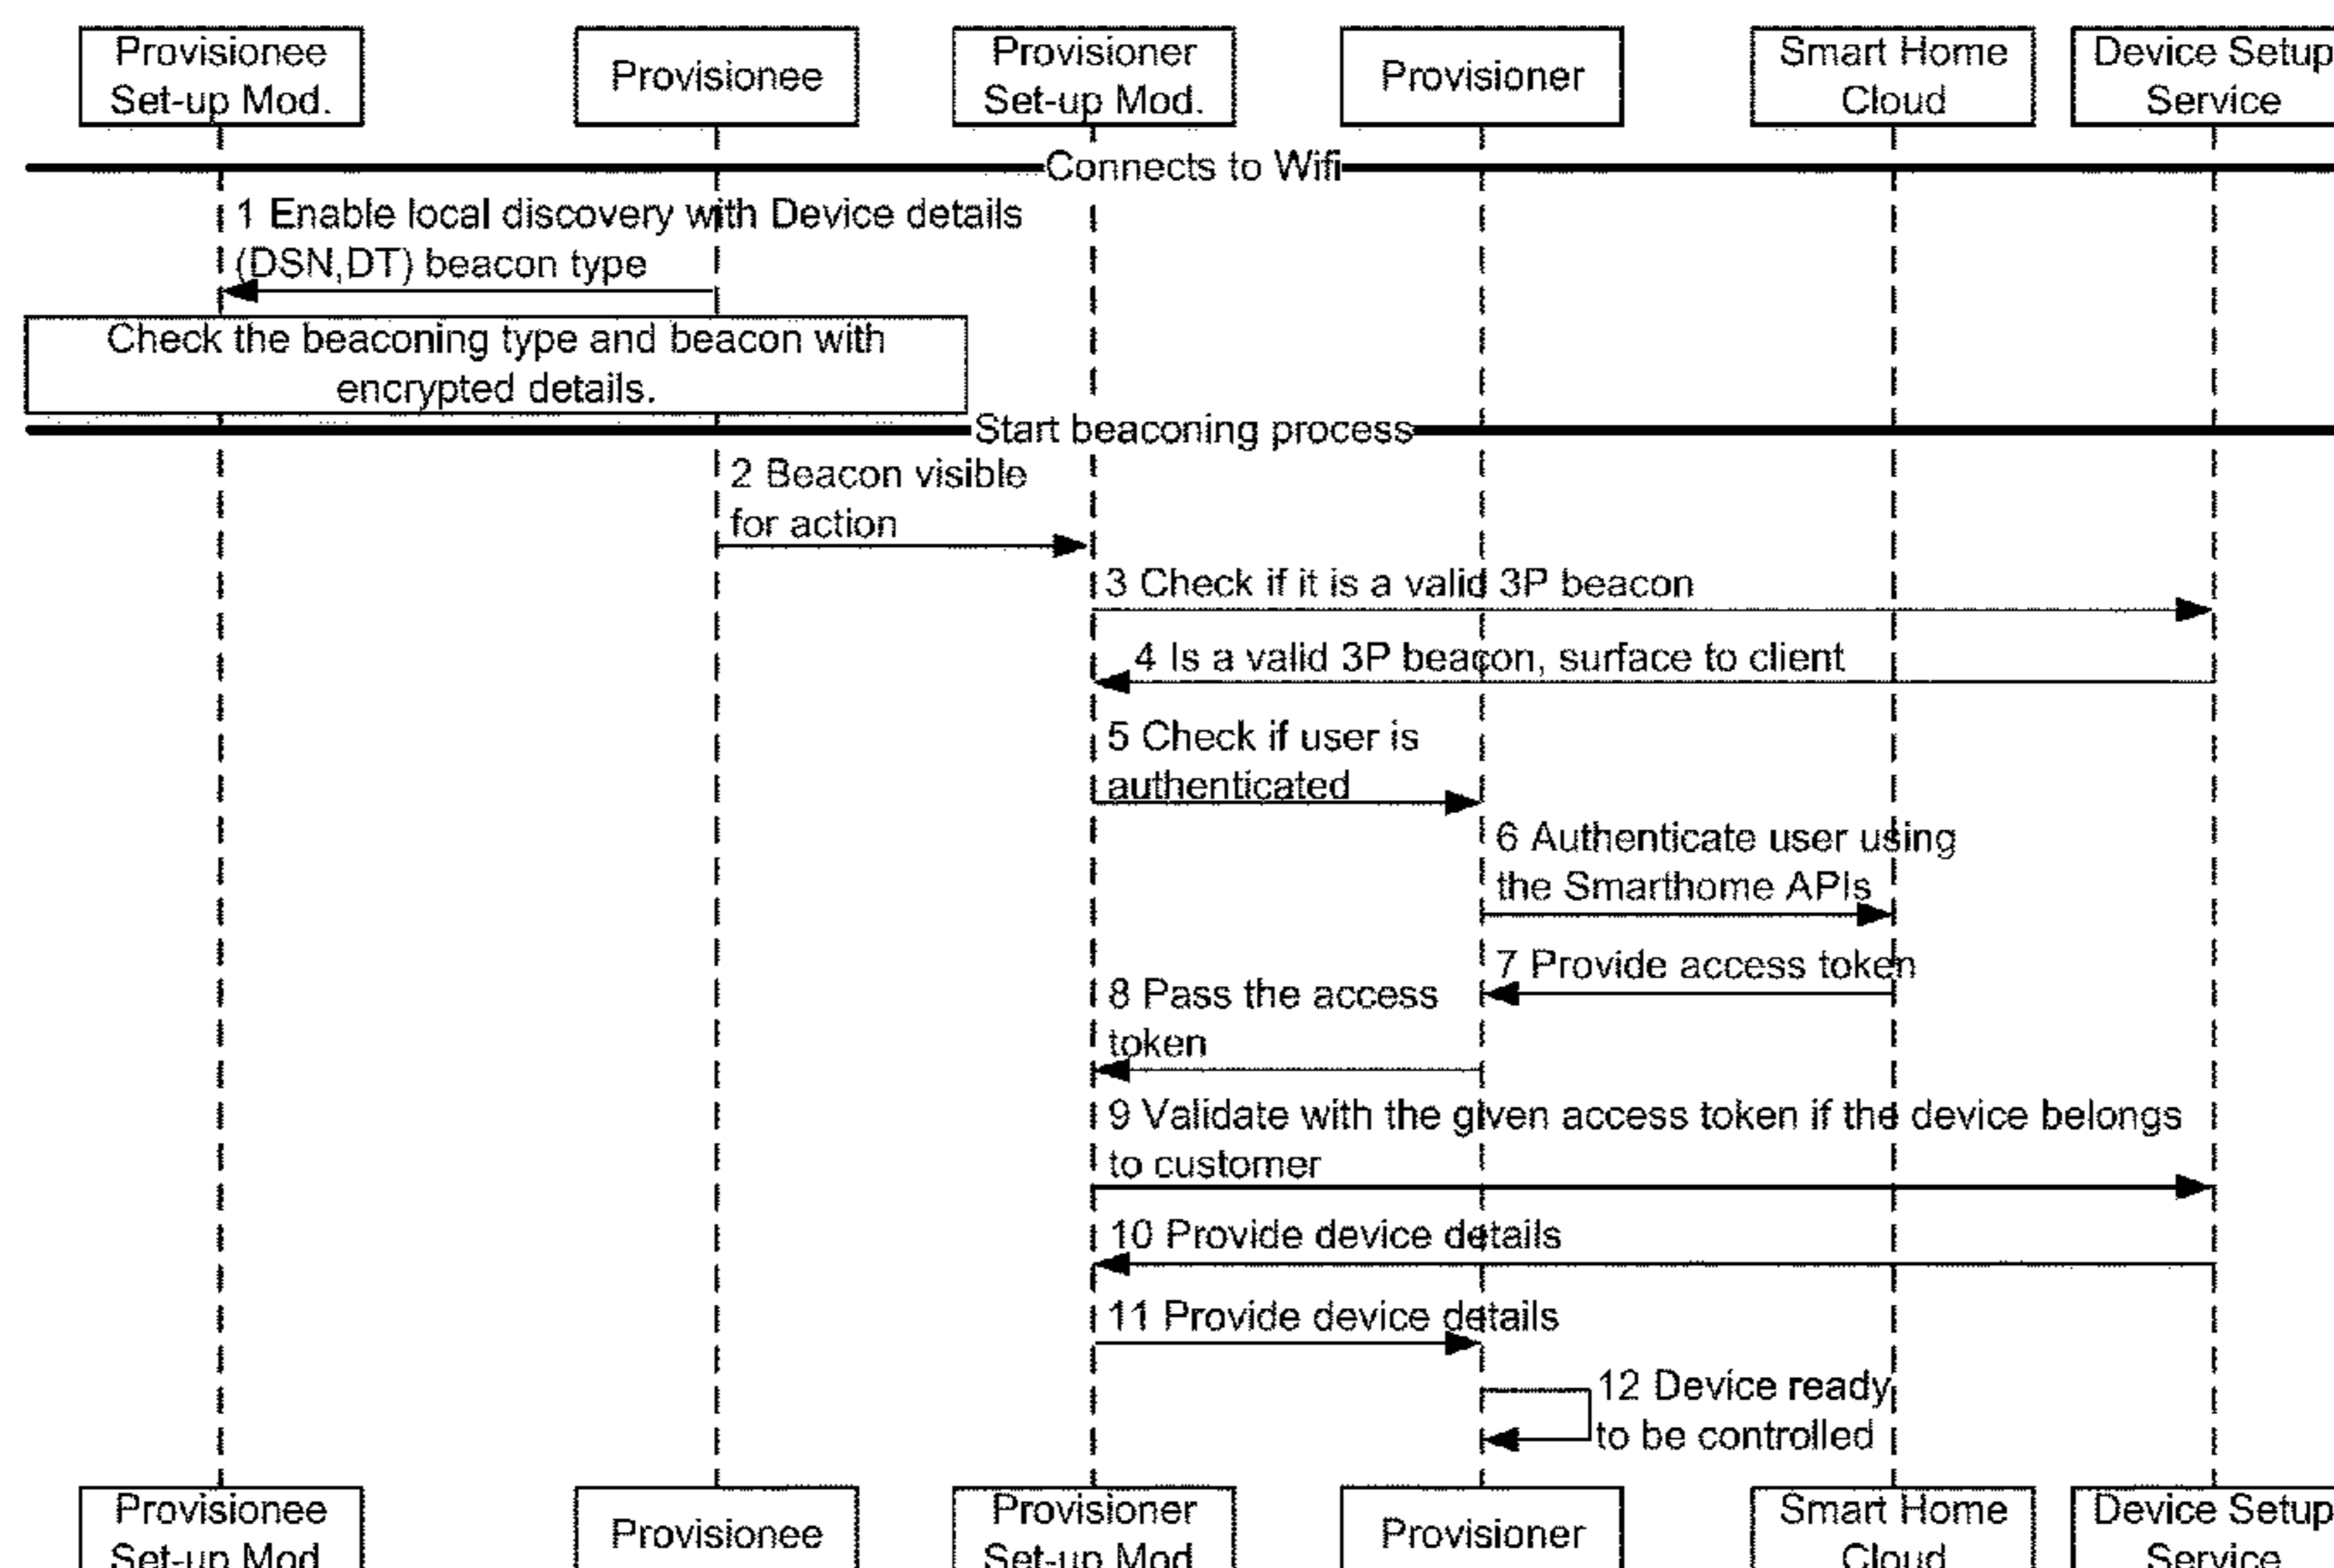 Provisionee
Set-up Mod.
Provisionee
Provisioner
Set-up Mod.
Provisioner
Smart Home
Cloud
Device Setup
Service
Connects to Wifi
1 Enable local discovery with Device details
(DSN,DT) beacon type
Check the beaconing type and beacon with
encrypted details.
Start beaconing process
2 Beacon visible
for action
3 Check if it is a valid 3P beacon
4 Is a valid 3P beacon, surface to client
5 Check if user is
authenticated
6 Authenticate user using
the Smarthome APIs
7 Provide access token
8 Pass the access
token
9 Validate with the given access token if the device belongs
to customer
10 Provide device details
11 Provide device details
12 Device ready
to be controlled
Provisionee
Set-up Mod.
Provisionee
Provisioner
Set-up Mod.
Provisioner
Smart Home
Cloud
Device Setup
Service